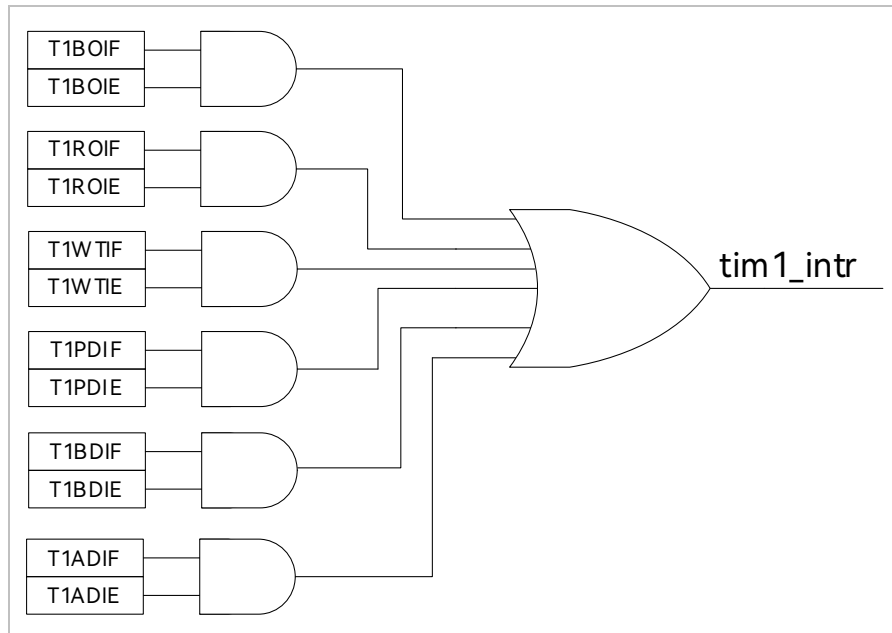 T1BOIF
T1BOIE
T1ROIF
T1ROIE
T1WTIF
T1WTIE
tim1_intr
T1PDIF
T1PDIE
T1BDIF
T1BDIE
T1ADIF
T1ADIE